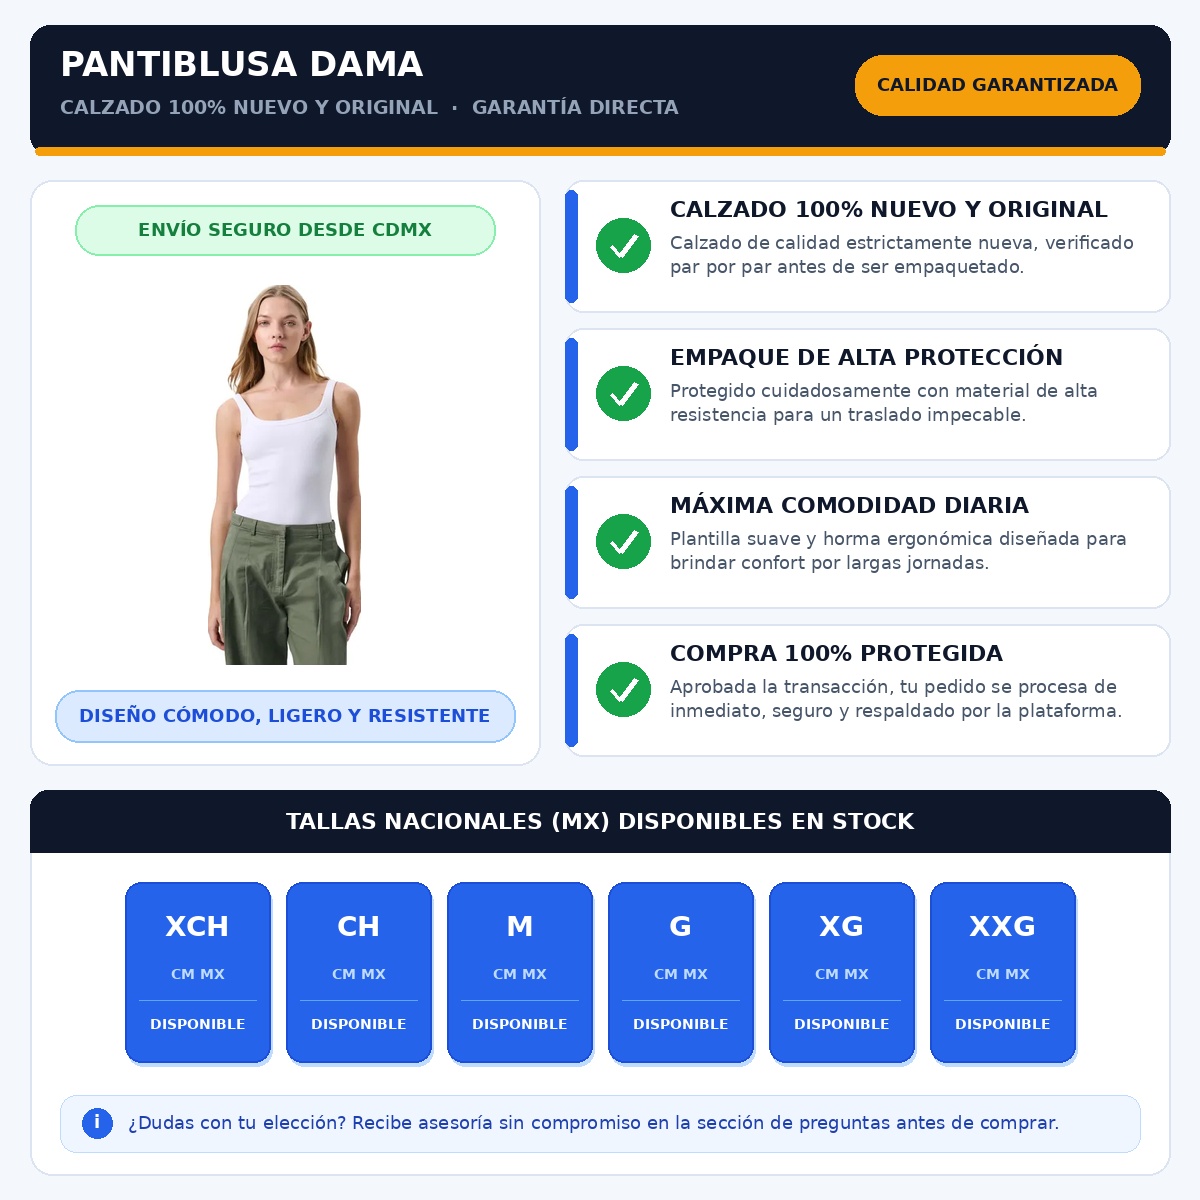 PANTIBLUSA DAMA
CALZADO 100% NUEVO Y ORIGINAL · GARANTÍA DIRECTA
CALIDAD GARANTIZADA
ENVÍO SEGURO DESDE CDMX
DISEÑO CÓMODO, LIGERO Y RESISTENTE
CALZADO 100% NUEVO Y ORIGINAL
Calzado de calidad estrictamente nueva, verificado
par por par antes de ser empaquetado.
EMPAQUE DE ALTA PROTECCIÓN
Protegido cuidadosamente con material de alta
resistencia para un traslado impecable.
MÁXIMA COMODIDAD DIARIA
Plantilla suave y horma ergonómica diseñada para
brindar confort por largas jornadas.
COMPRA 100% PROTEGIDA
Aprobada la transacción, tu pedido se procesa de
inmediato, seguro y respaldado por la plataforma.
TALLAS NACIONALES (MX) DISPONIBLES EN STOCK
XCH
CM MX
DISPONIBLE
CH
CM MX
DISPONIBLE
M
CM MX
DISPONIBLE
G
CM MX
DISPONIBLE
XG
CM MX
DISPONIBLE
XXG
CM MX
DISPONIBLE
i
¿Dudas con tu elección? Recibe asesoría sin compromiso en la sección de preguntas antes de comprar.